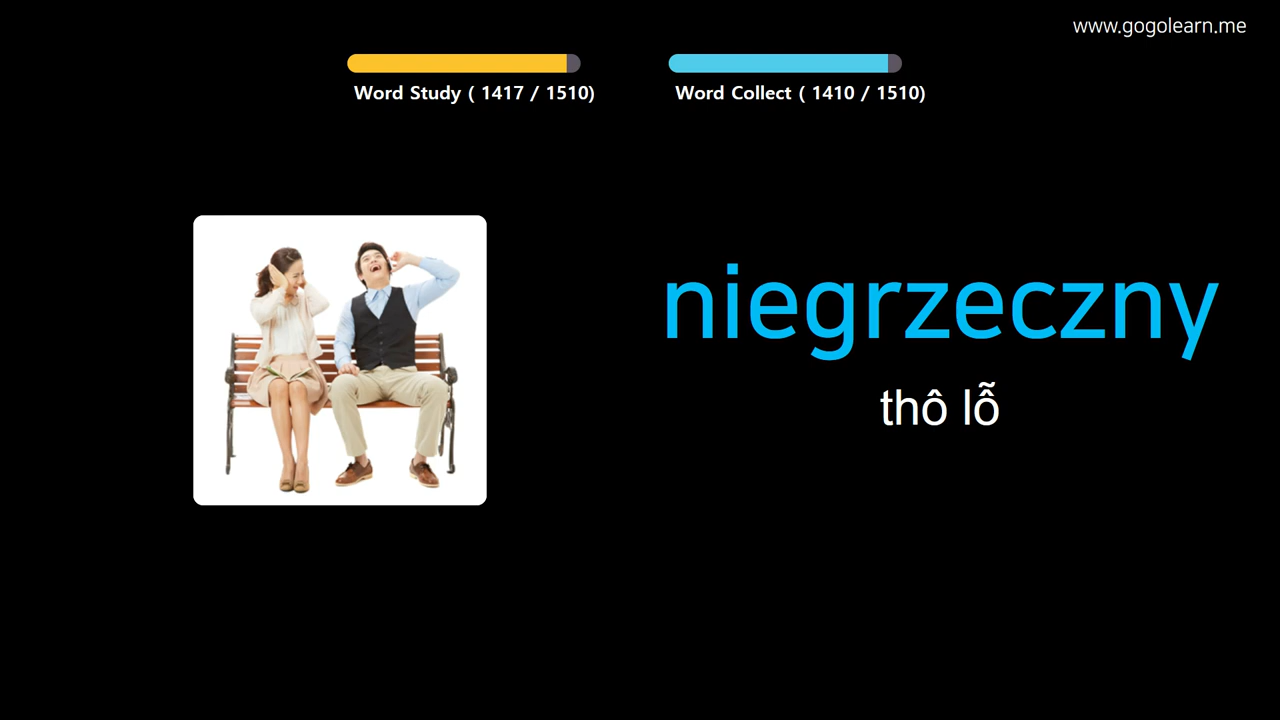 www.gogolearn.me
Word Study ( 1417 / 1510)
Word Collect ( 1410 / 1510)
niegrzeczny
thô lỗ